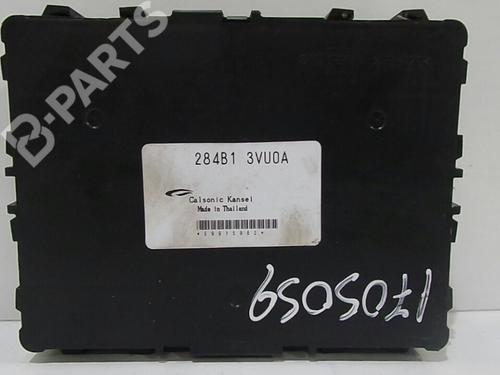 B-PARTS
284B1 3VU0A
Calsonic Kansei
Made in Thailand
1705059